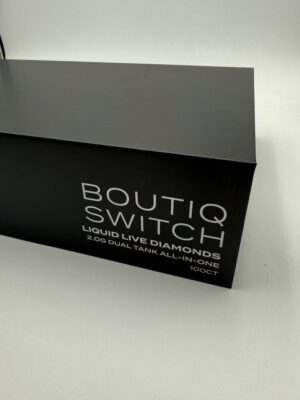 BOUTIQ
SWITCH
LIQUID LIVE DIAMONDS
2.0G DUAL TANK ALL-IN-ONE
100CT